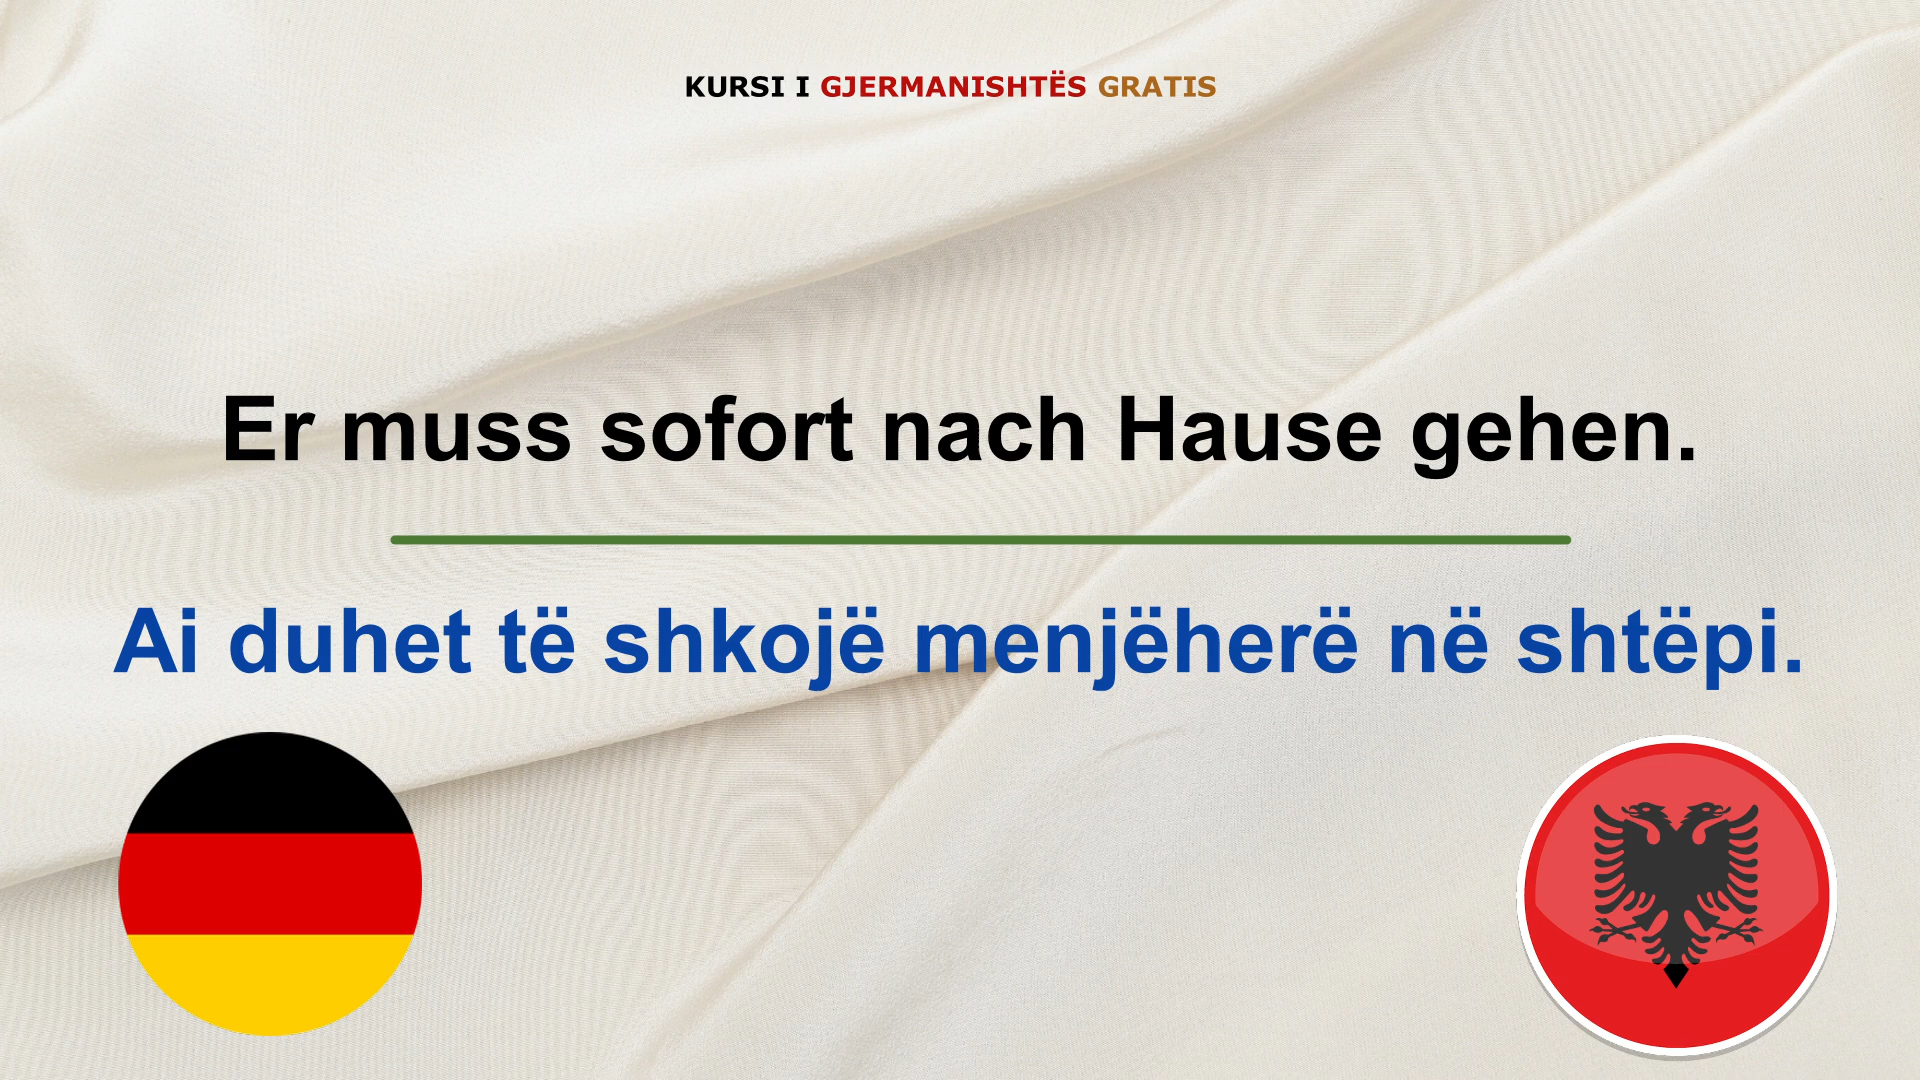 KURSI I GJERMANISHTËS GRATIS
Er muss sofort nach Hause gehen.
Ai duhet të shkojë menjëherë në shtëpi.